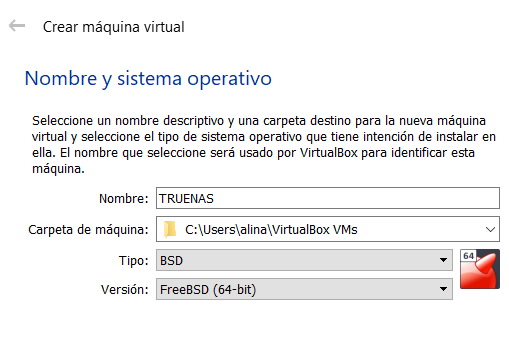 Crear máquina virtual
Nombre y sistema operativo
Seleccione un nombre descriptivo y una carpeta destino para la nueva máquina
virtual y seleccione el tipo de sistema operativo que tiene intención de instalar en
ella. El nombre que seleccione será usado por VirtualBox para identificar esta
máquina.
Nombre: TRUENAS
Carpeta de máquina: C:\Users\alina\VirtualBox VMs
Tipo: BSD
64
Versión: FreeBSD (64-bit)